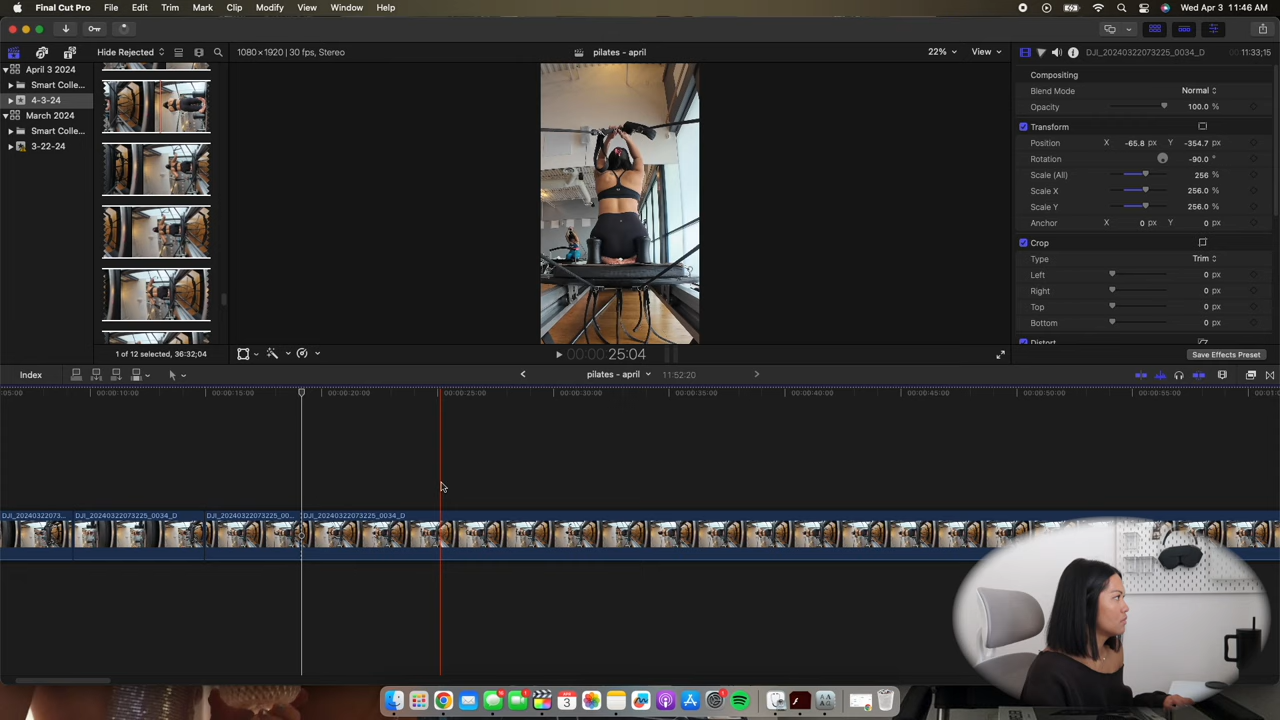 Final Cut Pro File Edit Trim Mark Clip Modify View Window Help Wed Apr 3 11:46 AM
Hide Rejected 1080×1920 | 30 fps, Stereo pilates - april 22% View DJI_20240322073225_0034_D 11:33;15
April 3 2024
Smart Colle...
4-3-24
March 2024
Smart Colle...
3-22-24
1 of 12 selected, 36:32;04
00:00 25:04
Compositing
Blend Mode Normal
Opacity 100.0 %
Transform
Position X -65.8 px Y -354.7 px
Rotation -90.0 °
Scale (All) 256 %
Scale X 256.0 %
Scale Y 256.0 %
Anchor X 0 px Y 0 px
Crop
Type Trim
Left 0 px
Right 0 px
Top 0 px
Bottom 0 px
Distort
Save Effects Preset
Index pilates - april 11:52:20
05:00 00:00:10:00 00:00:15:00 00:00:20:00 00:00:25:00 00:00:30:00 00:00:35:00 00:00:40:00 00:00:45:00 00:00:50:00 00:00:55:00
DJI_20240322073... DJI_20240322073225_0034_D DJI_20240322073225_00... DJI_20240322073225_0034_D